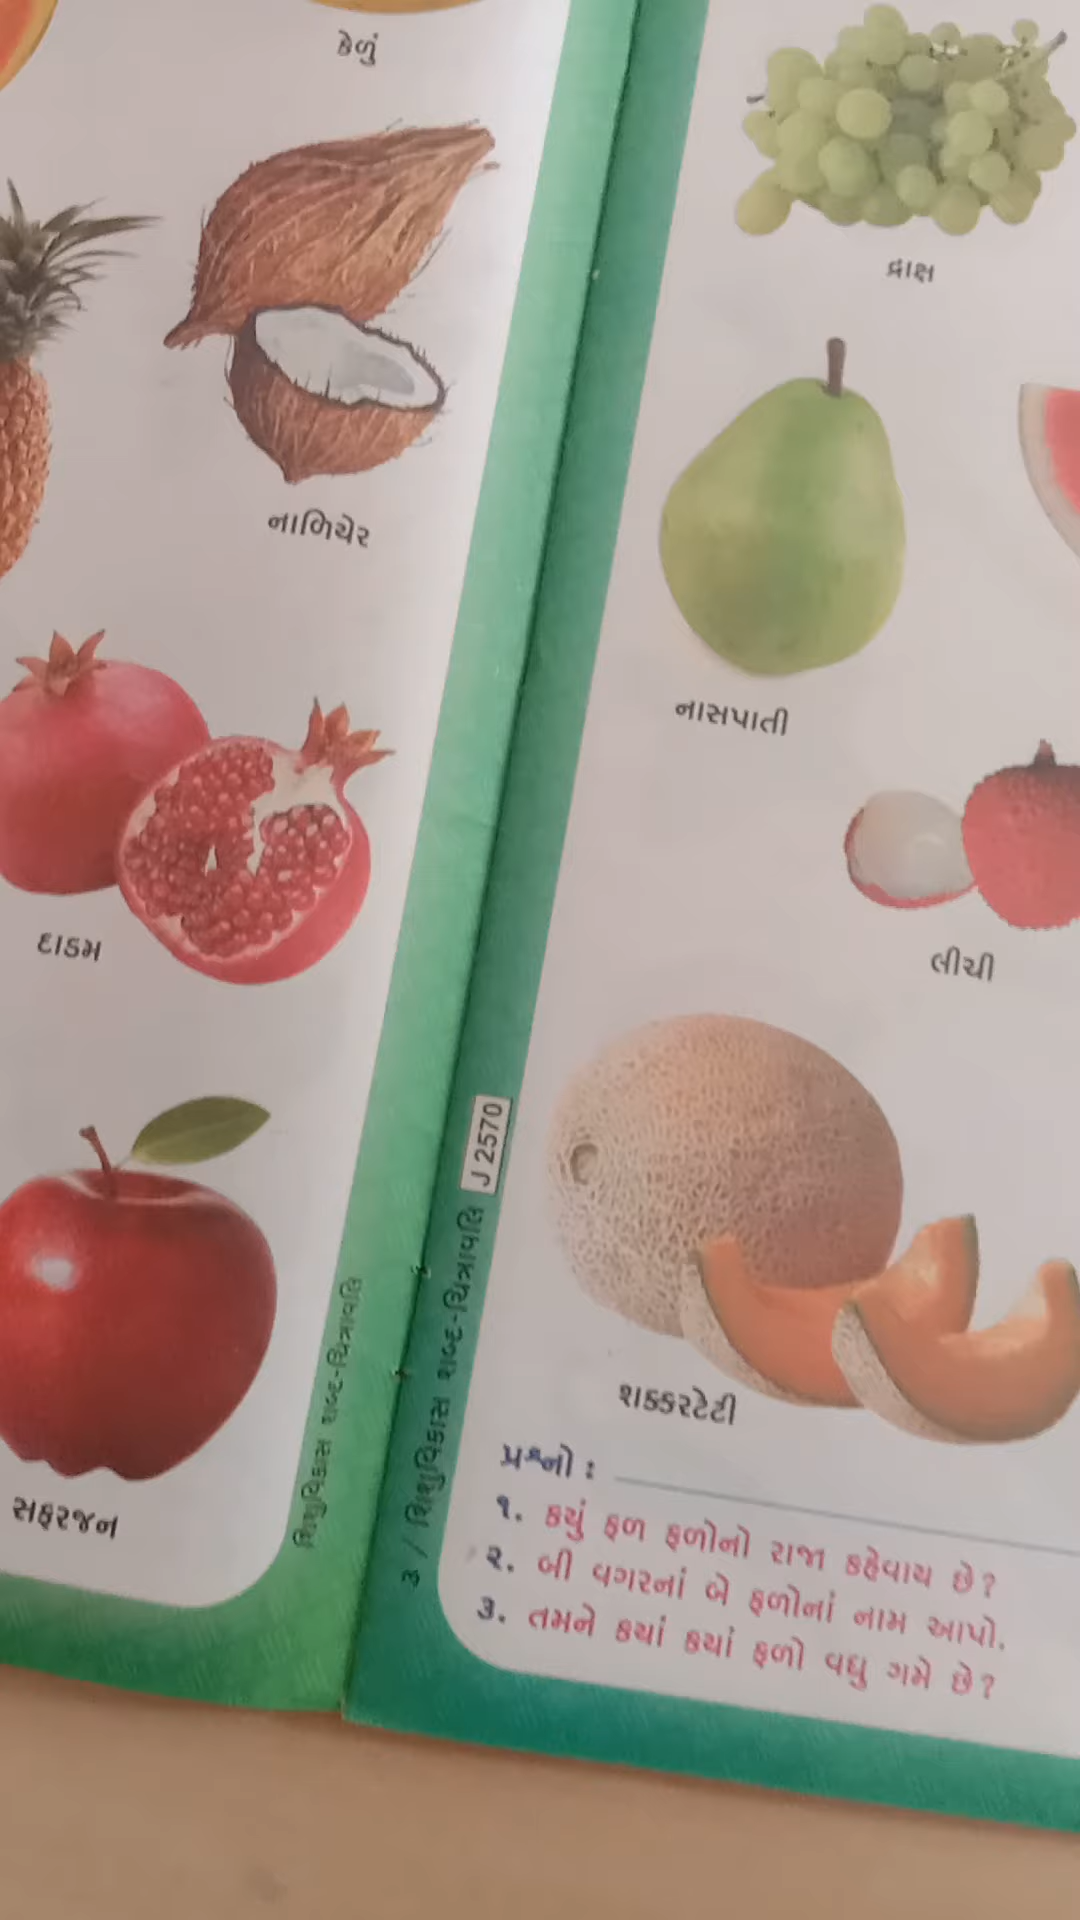 કેળું
નાળિયેર
દાડમ
સફરજન
શિશુવિકાસ શબ્દ-ચિત્રાવલિ
૩ / શિશુવિકાસ શબ્દ-ચિત્રાવલિ J 2570
દ્રાક્ષ
નાસપાતી
લીચી
શક્કરટેટી
પ્રશ્નો :
૧. કયું ફળ ફળોનો રાજા કહેવાય છે?
૨. બી વગરનાં બે ફળોનાં નામ આપો.
૩. તમને કયાં કયાં ફળો વધુ ગમે છે?